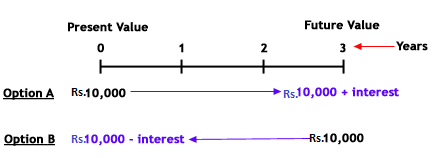 Present Value Future Value
0 1 2 3 Years
Option A Rs.10,000 Rs.10,000 + interest
Option B Rs.10,000 - interest Rs.10,000